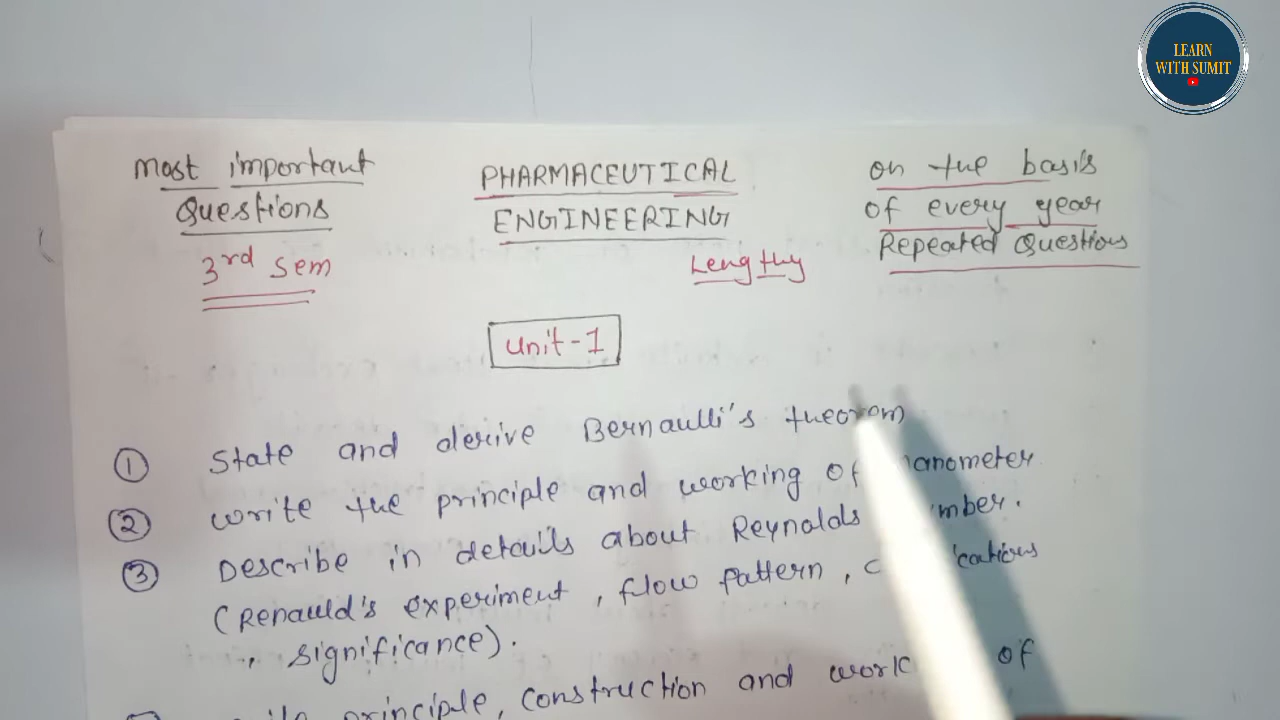 LEARN
WITH SUMIT
most important
Questions
3rd Sem
PHARMACEUTICAL
ENGINEERING
Lengthy
on the basis
of every year
Repeated Questions
Unit-1
① State and derive Bernaulli's theorem
② write the principle and working of manometer
③ Describe in details about Reynolds
(Renauld's experiment, flow pattern,
, significance).
principle, construction and of